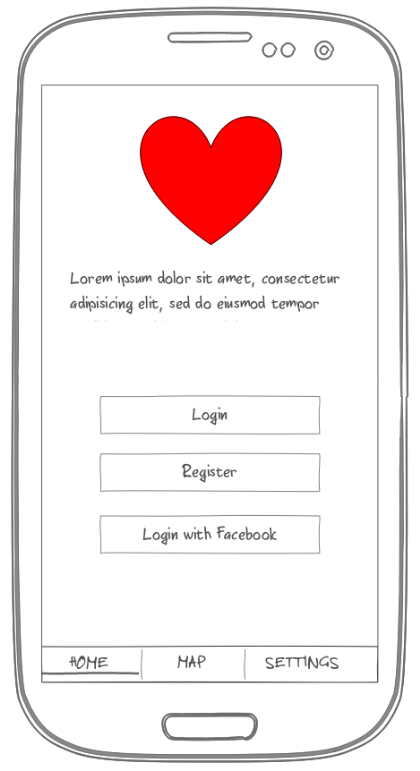 Lorem ipsum dolor sit amet, consectetur
adipisicing elit, sed do eiusmod tempor
Login
Register
Login with Facebook
HOME MAP SETTINGS